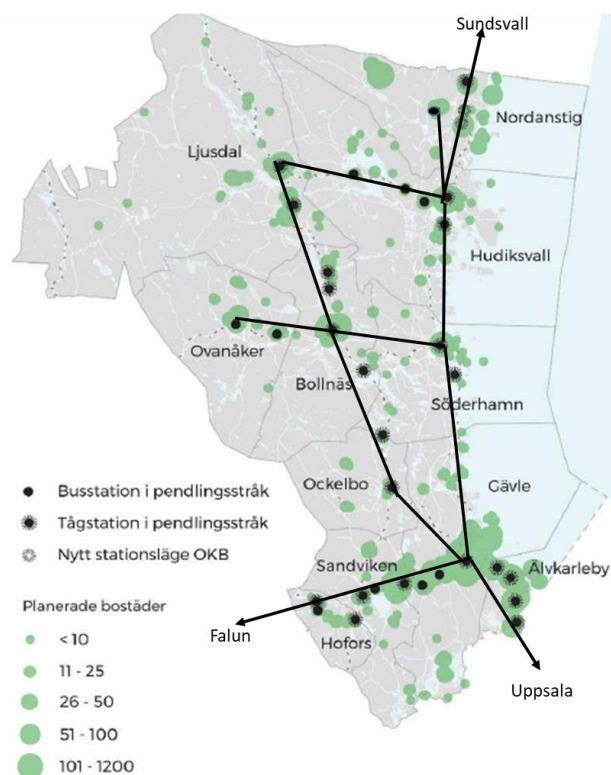 Sundsvall
Nordanstig
Ljusdal
Hudiksvall
Ovanåker
Bollnäs
Söderhamn
Ockelbo
Gävle
Busstation i pendlingsstråk
Tågstation i pendlingsstråk
Nytt stationsläge OKB
Sandviken
Älvkarleby
Planerade bostäder
Falun
Hofors
<10
11 - 25
26 - 50
51 - 100
101 - 1200
Uppsala